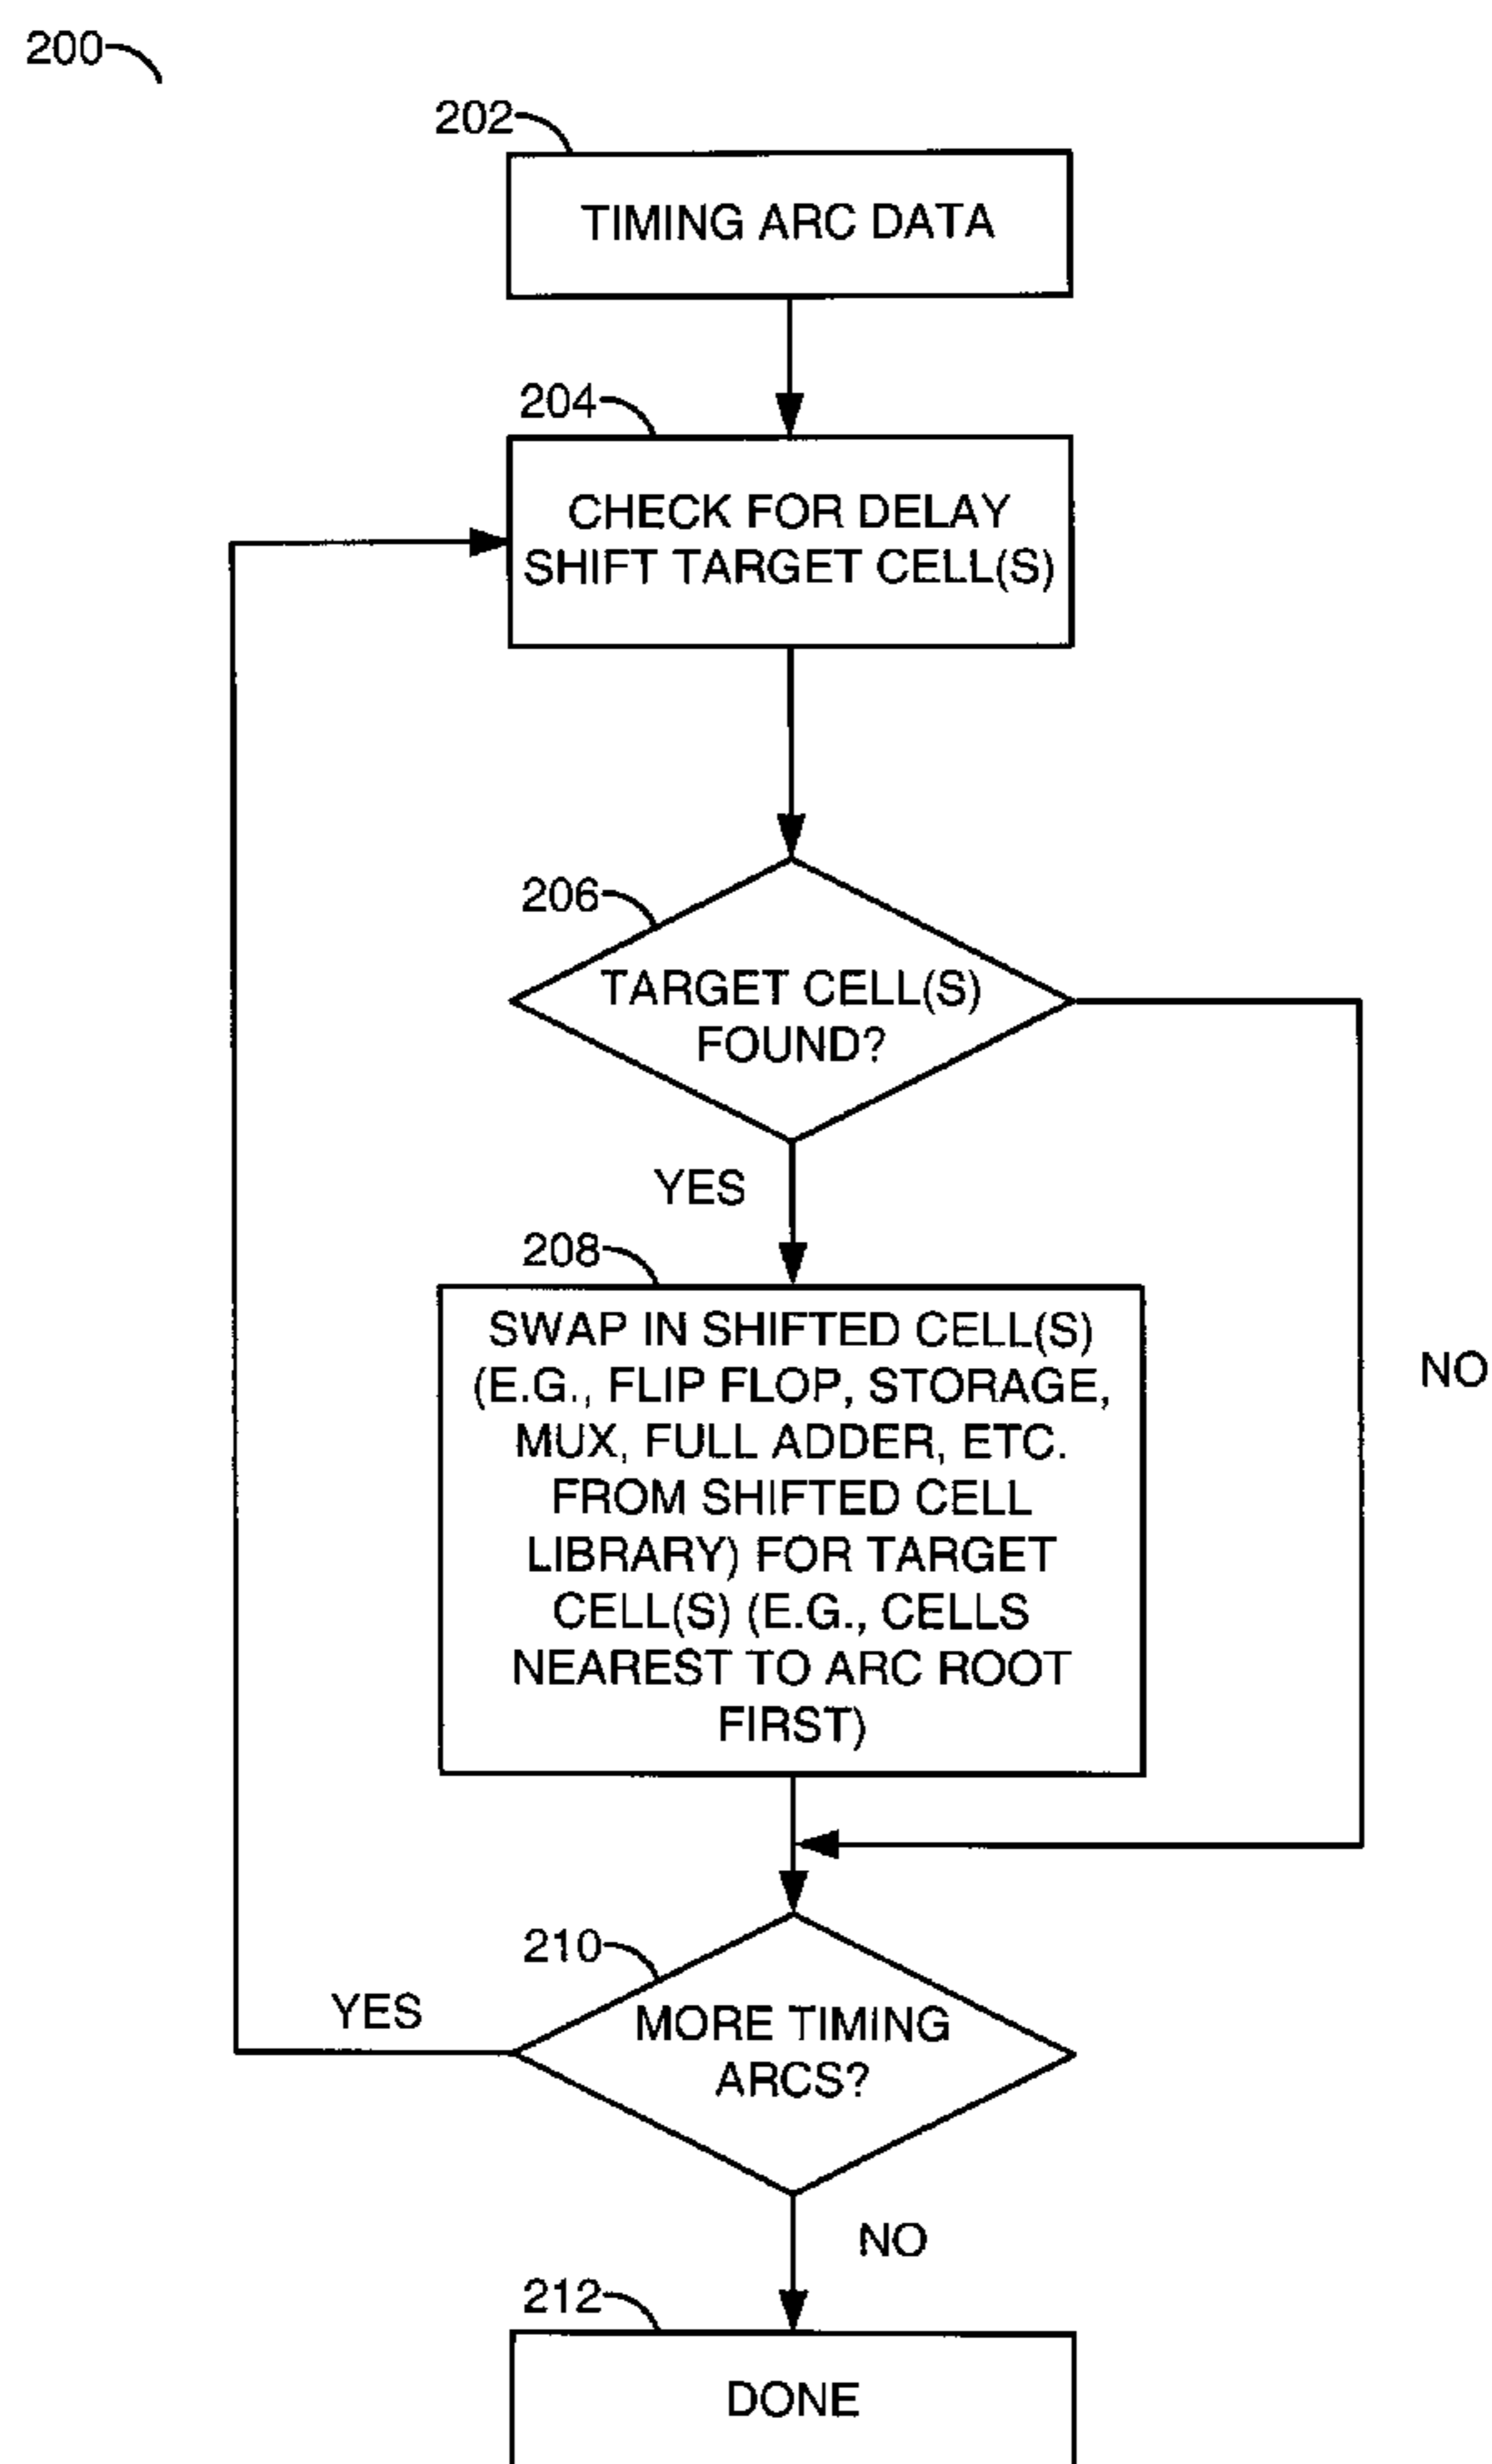 200
202
TIMING ARC DATA
204
CHECK FOR DELAY
SHIFT TARGET CELL(S)
206
TARGET CELL(S)
FOUND?
YES
NO
208
SWAP IN SHIFTED CELL(S)
(E.G., FLIP FLOP, STORAGE,
MUX, FULL ADDER, ETC.
FROM SHIFTED CELL
LIBRARY) FOR TARGET
CELL(S) (E.G., CELLS
NEAREST TO ARC ROOT
FIRST)
210
YES
MORE TIMING
ARCS?
NO
212
DONE